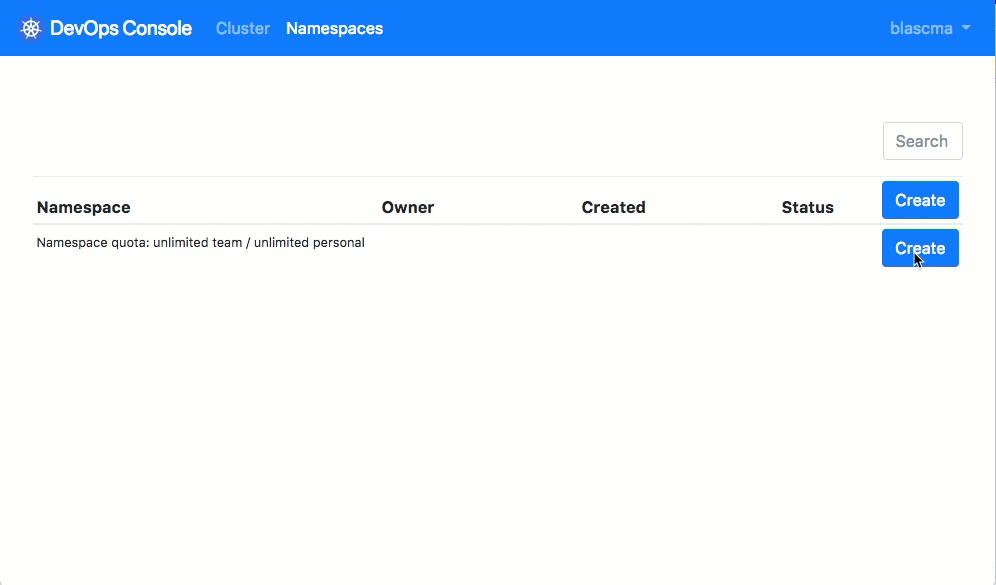 DevOps Console Cluster Namespaces blascma
Search
Namespace Owner Created Status Create
Namespace quota: unlimited team / unlimited personal Create